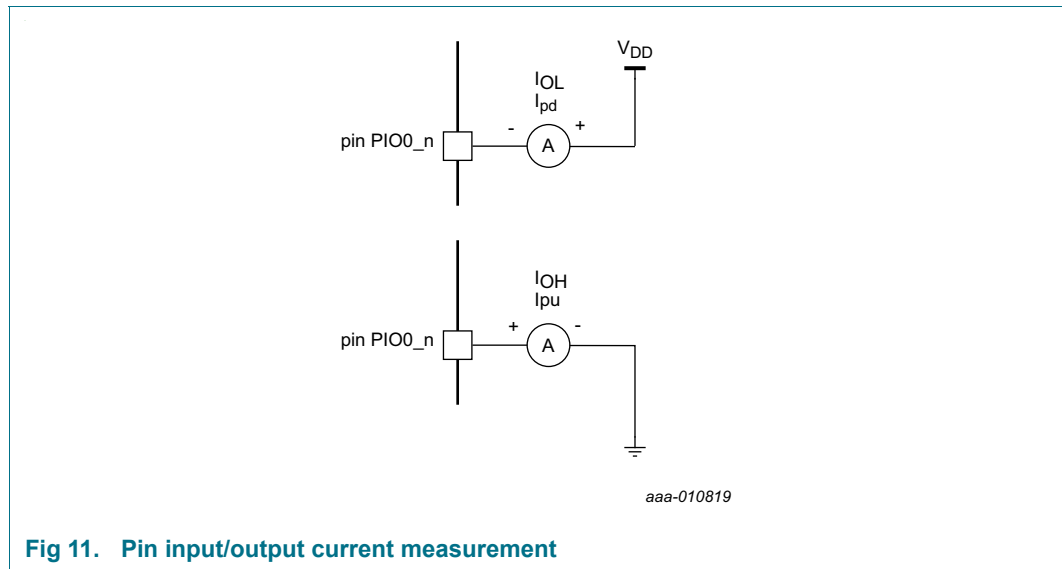 VDD
IOL
Ipd
pin PIO0_n
- A +
IOH
Ipu
pin PIO0_n
+ A -
aaa-010819
Fig 11. Pin input/output current measurement